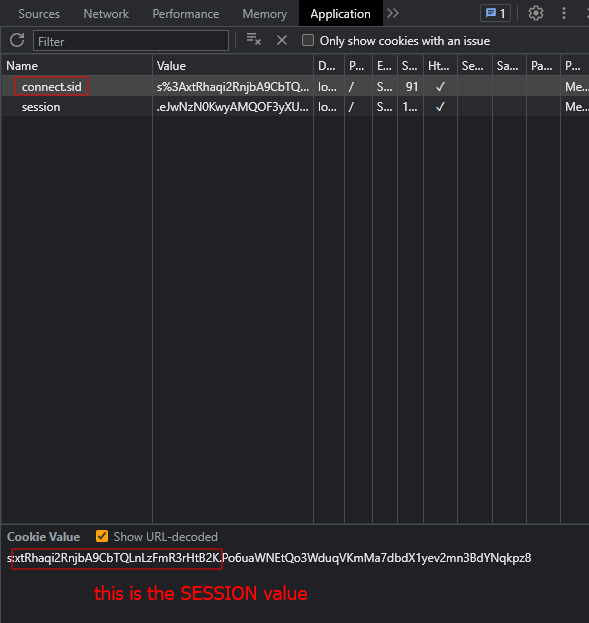 Sources Network Performance Memory Application 1
Filter Only show cookies with an issue
Name Value D... P... E... S... Ht... Se... Sa... Pa... P...
connect.sid s%3AxtRhaqi2RnjbA9CbTQ... lo... / S... 91 ✓ Me...
session .eJwNzN0KwyAMQOF3yXU... lo... / S... 1... ✓ Me...
Cookie Value Show URL-decoded
s:xtRhaqi2RnjbA9CbTQLnLzFmR3rHtB2K.Po6uaWNEtQo3WduqVKmMa7dbdX1yev2mn3BdYNqkpz8
this is the SESSION value